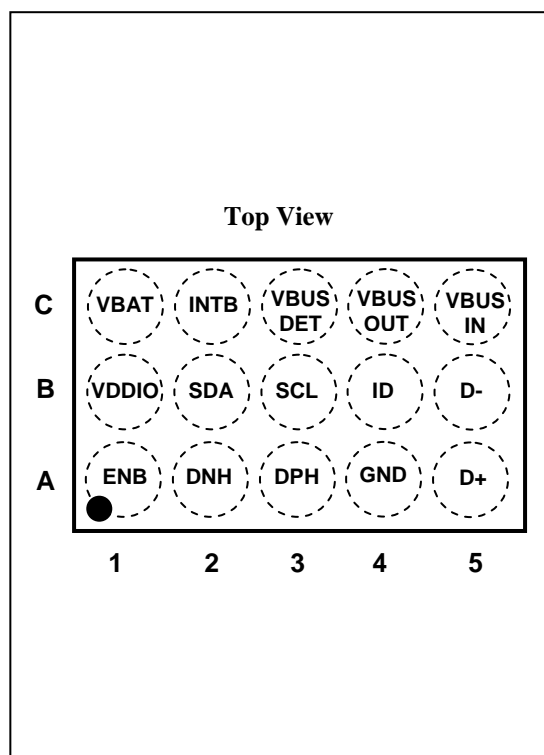 Top View
C VBAT INTB VBUS DET VBUS OUT VBUS IN
B VDDIO SDA SCL ID D-
A ENB DNH DPH GND D+
1 2 3 4 5